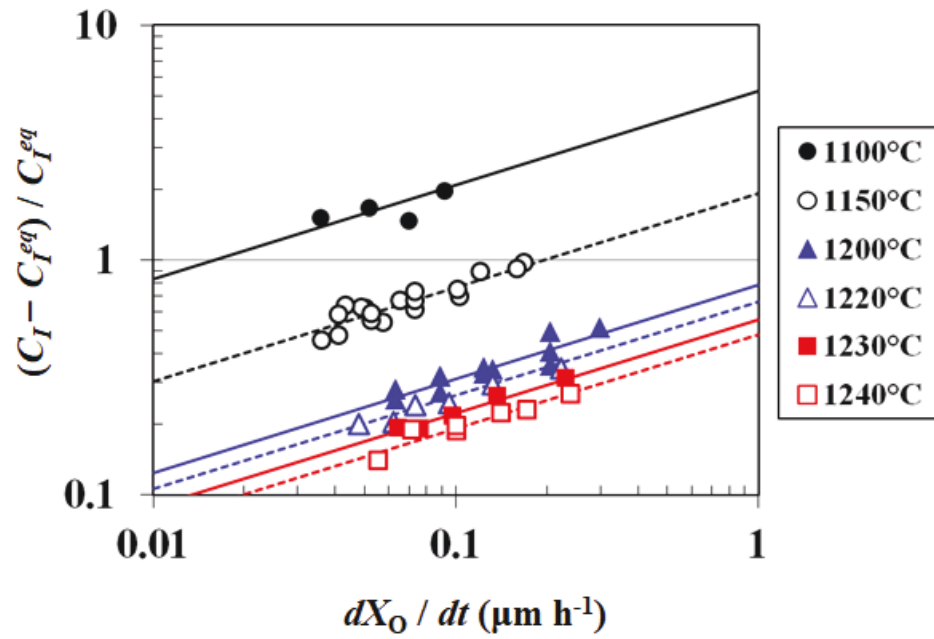 10
1
0.1
(C_I − C_I^eq) / C_I^eq
0.01 0.1 1
dX_O / dt (μm h⁻¹)
1100°C
1150°C
1200°C
1220°C
1230°C
1240°C